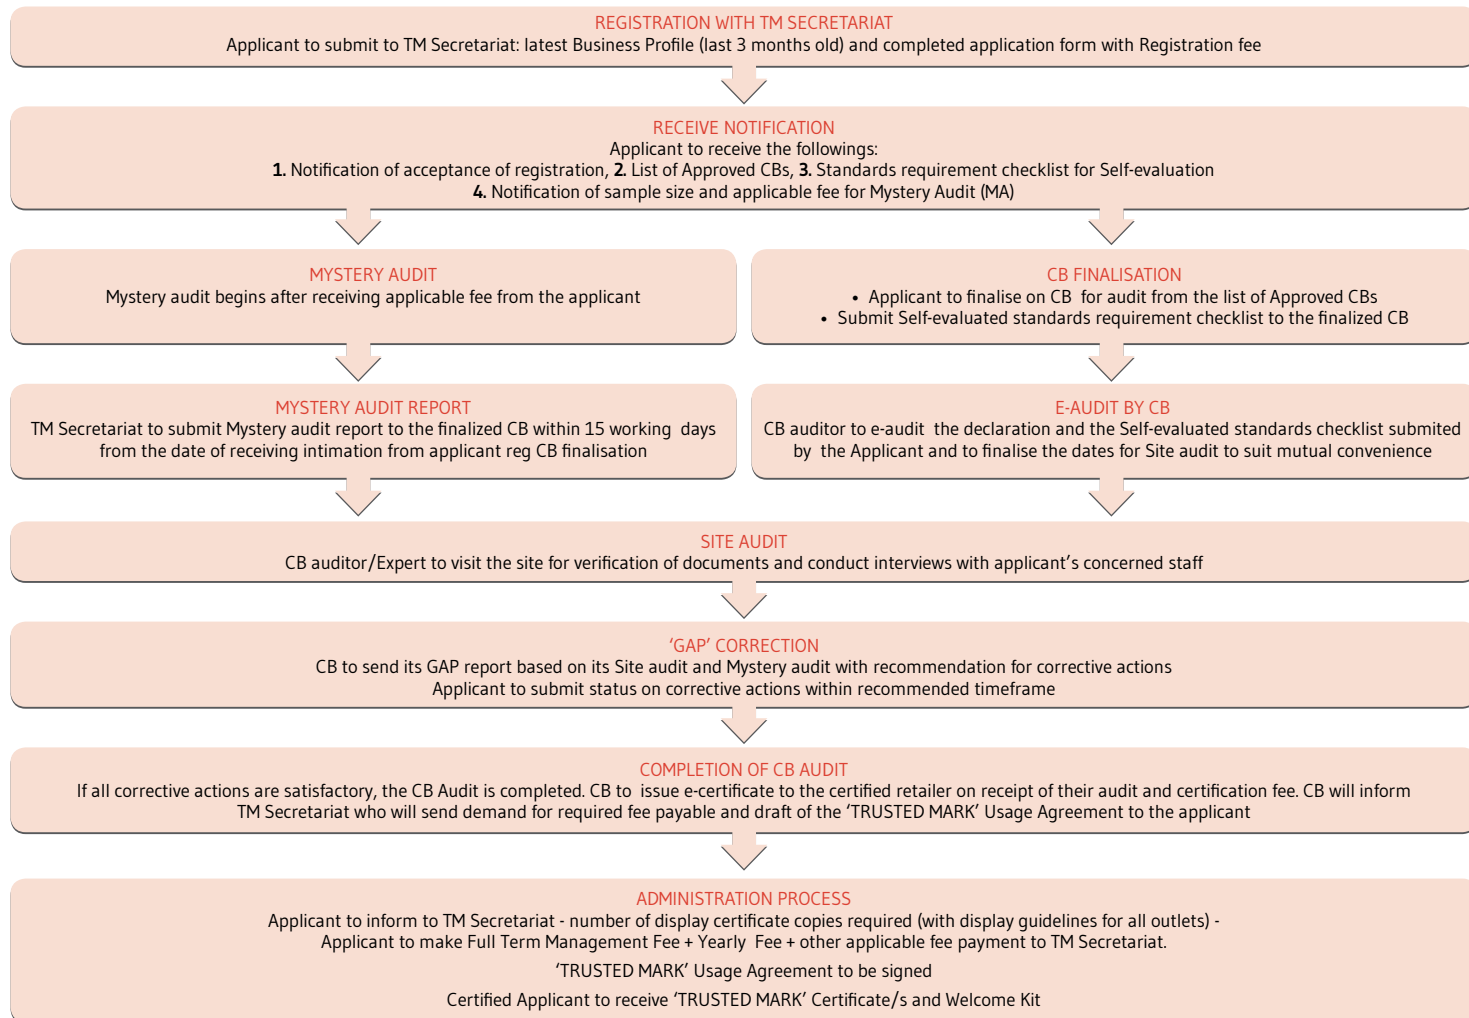 REGISTRATION WITH TM SECRETARIAT
Applicant to submit to TM Secretariat: latest Business Profile (last 3 months old) and completed application form with Registration fee
RECEIVE NOTIFICATION
Applicant to receive the followings:
1. Notification of acceptance of registration, 2. List of Approved CBs, 3. Standards requirement checklist for Self-evaluation
4. Notification of sample size and applicable fee for Mystery Audit (MA)
MYSTERY AUDIT
Mystery audit begins after receiving applicable fee from the applicant
CB FINALISATION
• Applicant to finalise on CB for audit from the list of Approved CBs
• Submit Self-evaluated standards requirement checklist to the finalized CB
MYSTERY AUDIT REPORT
TM Secretariat to submit Mystery audit report to the finalized CB within 15 working days
from the date of receiving intimation from applicant reg CB finalisation
E-AUDIT BY CB
CB auditor to e-audit the declaration and the Self-evaluated standards checklist submited
by the Applicant and to finalise the dates for Site audit to suit mutual convenience
SITE AUDIT
CB auditor/Expert to visit the site for verification of documents and conduct interviews with applicant’s concerned staff
‘GAP’ CORRECTION
CB to send its GAP report based on its Site audit and Mystery audit with recommendation for corrective actions
Applicant to submit status on corrective actions within recommended timeframe
COMPLETION OF CB AUDIT
If all corrective actions are satisfactory, the CB Audit is completed. CB to issue e-certificate to the certified retailer on receipt of their audit and certification fee. CB will inform
TM Secretariat who will send demand for required fee payable and draft of the ‘TRUSTED MARK’ Usage Agreement to the applicant
ADMINISTRATION PROCESS
Applicant to inform to TM Secretariat - number of display certificate copies required (with display guidelines for all outlets) -
Applicant to make Full Term Management Fee + Yearly Fee + other applicable fee payment to TM Secretariat.
‘TRUSTED MARK’ Usage Agreement to be signed
Certified Applicant to receive ‘TRUSTED MARK’ Certificate/s and Welcome Kit